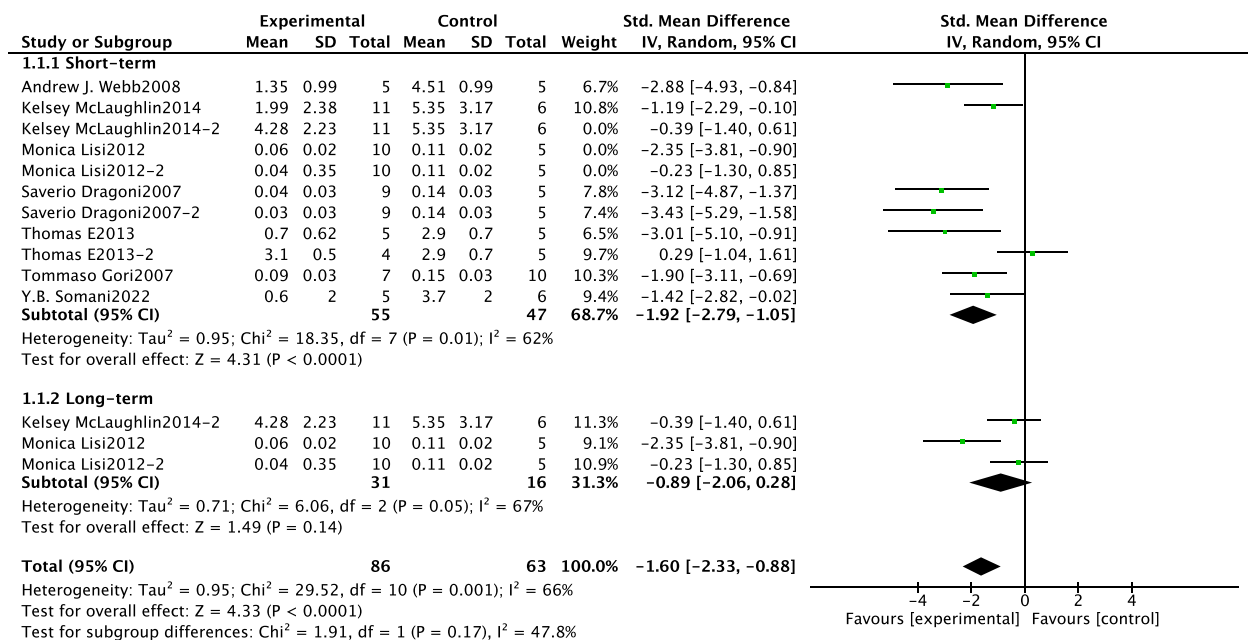 Experimental Control Std. Mean Difference Std. Mean Difference
Study or Subgroup Mean SD Total Mean SD Total Weight IV, Random, 95% CI IV, Random, 95% CI
1.1.1 Short-term
Andrew J. Webb2008 1.35 0.99 5 4.51 0.99 5 6.7% -2.88 [-4.93, -0.84]
Kelsey McLaughlin2014 1.99 2.38 11 5.35 3.17 6 10.8% -1.19 [-2.29, -0.10]
Kelsey McLaughlin2014-2 4.28 2.23 11 5.35 3.17 6 0.0% -0.39 [-1.40, 0.61]
Monica Lisi2012 0.06 0.02 10 0.11 0.02 5 0.0% -2.35 [-3.81, -0.90]
Monica Lisi2012-2 0.04 0.35 10 0.11 0.02 5 0.0% -0.23 [-1.30, 0.85]
Saverio Dragoni2007 0.04 0.03 9 0.14 0.03 5 7.8% -3.12 [-4.87, -1.37]
Saverio Dragoni2007-2 0.03 0.03 9 0.14 0.03 5 7.4% -3.43 [-5.29, -1.58]
Thomas E2013 0.7 0.62 5 2.9 0.7 5 6.5% -3.01 [-5.10, -0.91]
Thomas E2013-2 3.1 0.5 4 2.9 0.7 5 9.7% 0.29 [-1.04, 1.61]
Tommaso Gori2007 0.09 0.03 7 0.15 0.03 10 10.3% -1.90 [-3.11, -0.69]
Y.B. Somani2022 0.6 2 5 3.7 2 6 9.4% -1.42 [-2.82, -0.02]
Subtotal (95% CI) 55 47 68.7% -1.92 [-2.79, -1.05]
Heterogeneity: Tau² = 0.95; Chi² = 18.35, df = 7 (P = 0.01); I² = 62%
Test for overall effect: Z = 4.31 (P < 0.0001)
1.1.2 Long-term
Kelsey McLaughlin2014-2 4.28 2.23 11 5.35 3.17 6 11.3% -0.39 [-1.40, 0.61]
Monica Lisi2012 0.06 0.02 10 0.11 0.02 5 9.1% -2.35 [-3.81, -0.90]
Monica Lisi2012-2 0.04 0.35 10 0.11 0.02 5 10.9% -0.23 [-1.30, 0.85]
Subtotal (95% CI) 31 16 31.3% -0.89 [-2.06, 0.28]
Heterogeneity: Tau² = 0.71; Chi² = 6.06, df = 2 (P = 0.05); I² = 67%
Test for overall effect: Z = 1.49 (P = 0.14)
Total (95% CI) 86 63 100.0% -1.60 [-2.33, -0.88]
Heterogeneity: Tau² = 0.95; Chi² = 29.52, df = 10 (P = 0.001); I² = 66%
Test for overall effect: Z = 4.33 (P < 0.0001)
Test for subgroup differences: Chi² = 1.91, df = 1 (P = 0.17), I² = 47.8%
-4 -2 0 2 4 8
Favours [experimental] Favours [control]